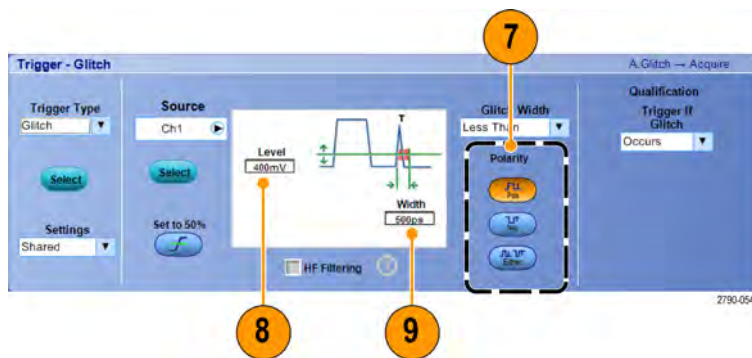 7
Trigger - Glitch
A.Glitch → Acquire
Trigger Type
Glitch
Select
Settings
Shared
Source
Ch1
Select
Set to 50%
Level
400mV
T
Width
500ps
HF Filtering
Glitch Width
Less Than
Polarity
Pos
Neg
Either
Qualification
Trigger If
Glitch
Occurs
8
9
2790-054